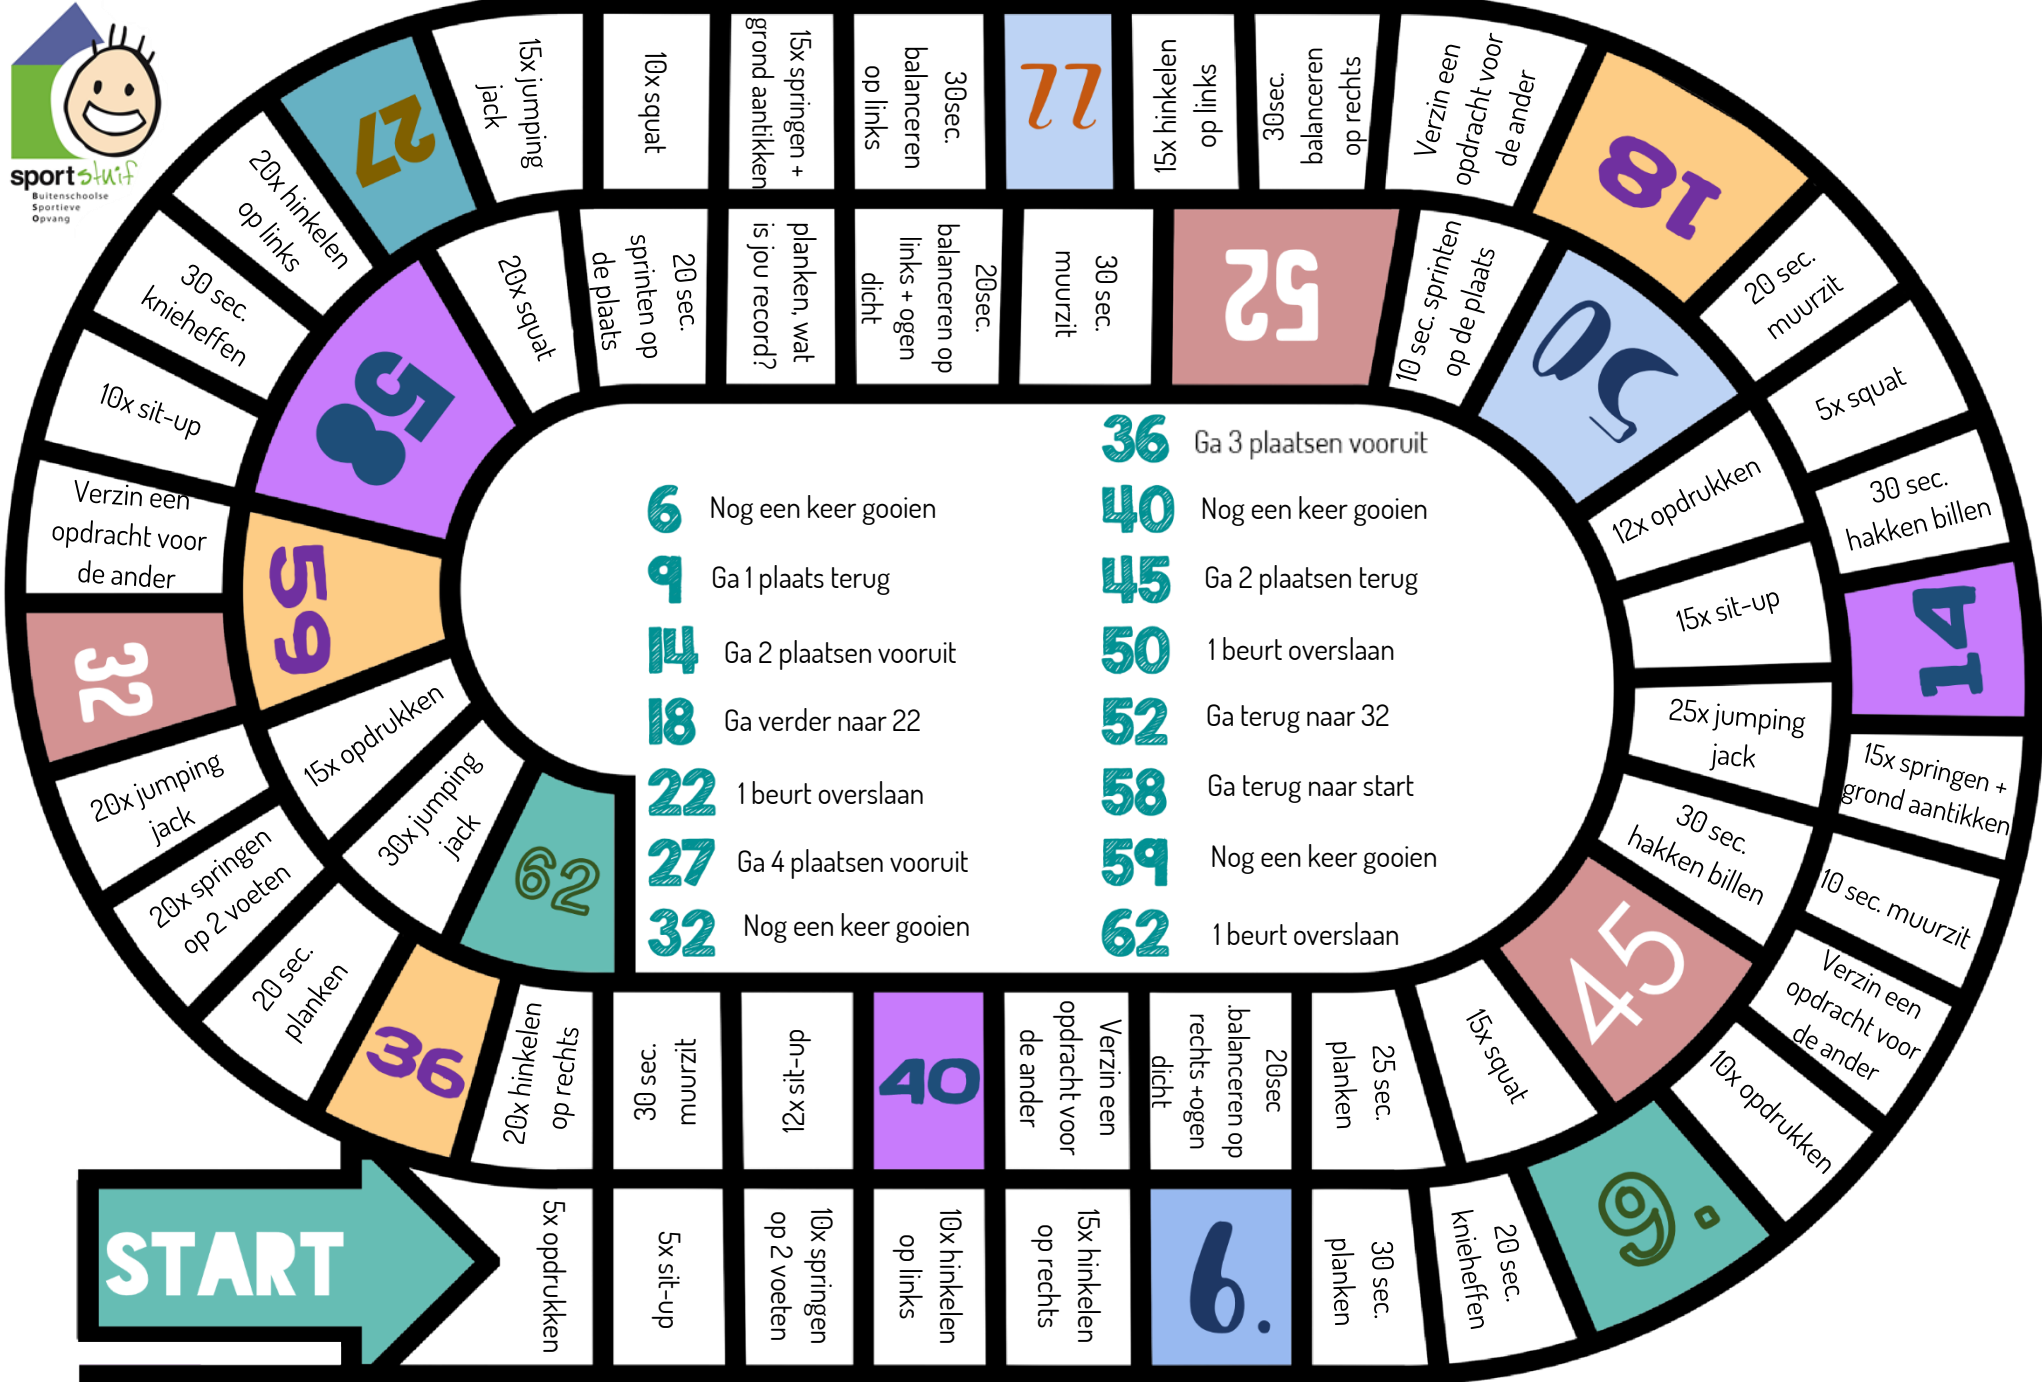 sportstuif
Buitenschoolse
Sportieve
Opvang
START
5x opdrukken
5x sit-up
10x springen
op 2 voeten
10x hinkelen
op links
15x hinkelen
op rechts
6.
30 sec.
planken
20 sec.
knieheffen
9.
10x opdrukken
Verzin een
opdracht voor
de ander
10 sec. muurzit
15x springen +
grond aantikken
14
30 sec.
hakken billen
5x squat
20 sec.
muurzit
18
Verzin een
opdracht voor
de ander
30sec.
balanceren
op rechts
15x hinkelen
op links
22
30sec.
balanceren
op links
15x springen +
grond aantikken
10x squat
15x jumping
jack
27
20x hinkelen
op links
30 sec.
knieheffen
10x sit-up
Verzin een
opdracht voor
de ander
32
20x jumping
jack
20x springen
op 2 voeten
20 sec.
planken
36
20x hinkelen
op rechts
30 sec.
muurzit
12x sit-up
40
Verzin een
opdracht voor
de ander
20sec
.balanceren op
rechts +ogen
dicht
25 sec.
planken
15x squat
45
30 sec.
hakken billen
25x jumping
jack
15x sit-up
12x opdrukken
50
10 sec. sprinten
op de plaats
52
30 sec.
muurzit
20sec.
balanceren op
links + ogen
dicht
planken, wat
is jou record?
20 sec.
sprinten op
de plaats
20x squat
58
59
15x opdrukken
30x jumping
jack
62
6 Nog een keer gooien
9 Ga 1 plaats terug
14 Ga 2 plaatsen vooruit
18 Ga verder naar 22
22 1 beurt overslaan
27 Ga 4 plaatsen vooruit
32 Nog een keer gooien
36 Ga 3 plaatsen vooruit
40 Nog een keer gooien
45 Ga 2 plaatsen terug
50 1 beurt overslaan
52 Ga terug naar 32
58 Ga terug naar start
59 Nog een keer gooien
62 1 beurt overslaan